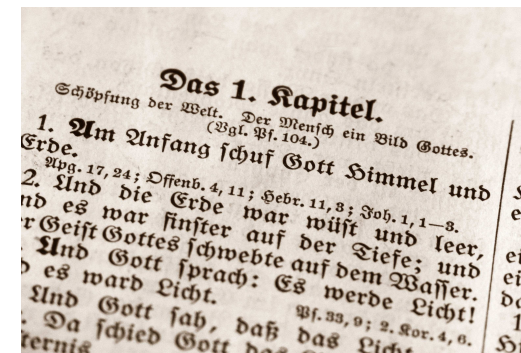 Das 1. Kapitel.
Schöpfung der Welt. Der Mensch ein Bild Gottes.
(Vgl. Ps. 104.)
1. Am Anfang schuf Gott Himmel und
Erde.
Apg. 17, 24; Offenb. 4, 11; Hebr. 11, 3; Joh. 1, 1—3.
2. Und die Erde war wüst und leer,
nd es war finster auf der Tiefe; und
r Geist Gottes schwebte auf dem Wasser.
Und Gott sprach: Es werde Licht!
es ward Licht.
Ps. 33, 9; 2. Kor. 4, 6.
Und Gott sah, daß das Licht
Da schied Gott das
ternis